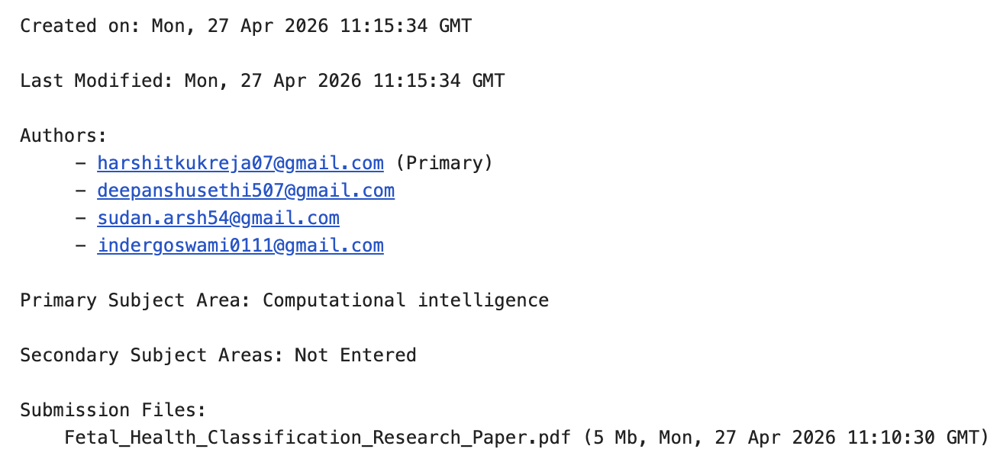 Created on: Mon, 27 Apr 2026 11:15:34 GMT
Last Modified: Mon, 27 Apr 2026 11:15:34 GMT
Authors:
– harshitkukreja07@gmail.com (Primary)
– deepanshusethi507@gmail.com
– sudan.arsh54@gmail.com
– indergoswami0111@gmail.com
Primary Subject Area: Computational intelligence
Secondary Subject Areas: Not Entered
Submission Files:
Fetal_Health_Classification_Research_Paper.pdf (5 Mb, Mon, 27 Apr 2026 11:10:30 GMT)